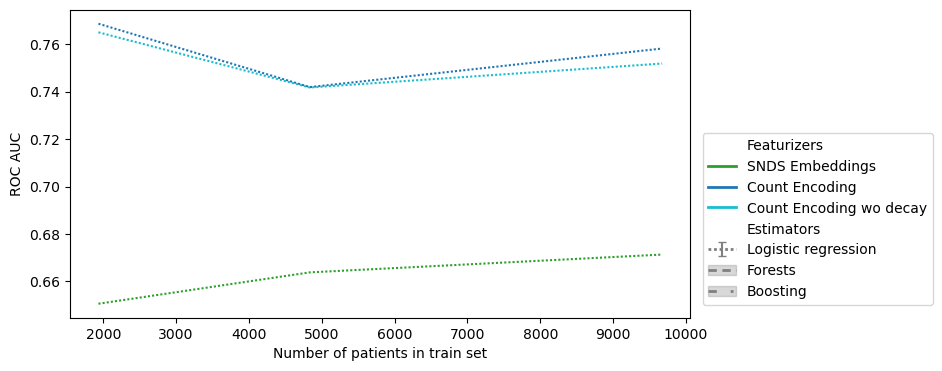 0.76
0.74
0.72
0.70
0.68
0.66
ROC AUC
2000 3000 4000 5000 6000 7000 8000 9000 10000
Number of patients in train set
Featurizers
SNDS Embeddings
Count Encoding
Count Encoding wo decay
Estimators
Logistic regression
Forests
Boosting